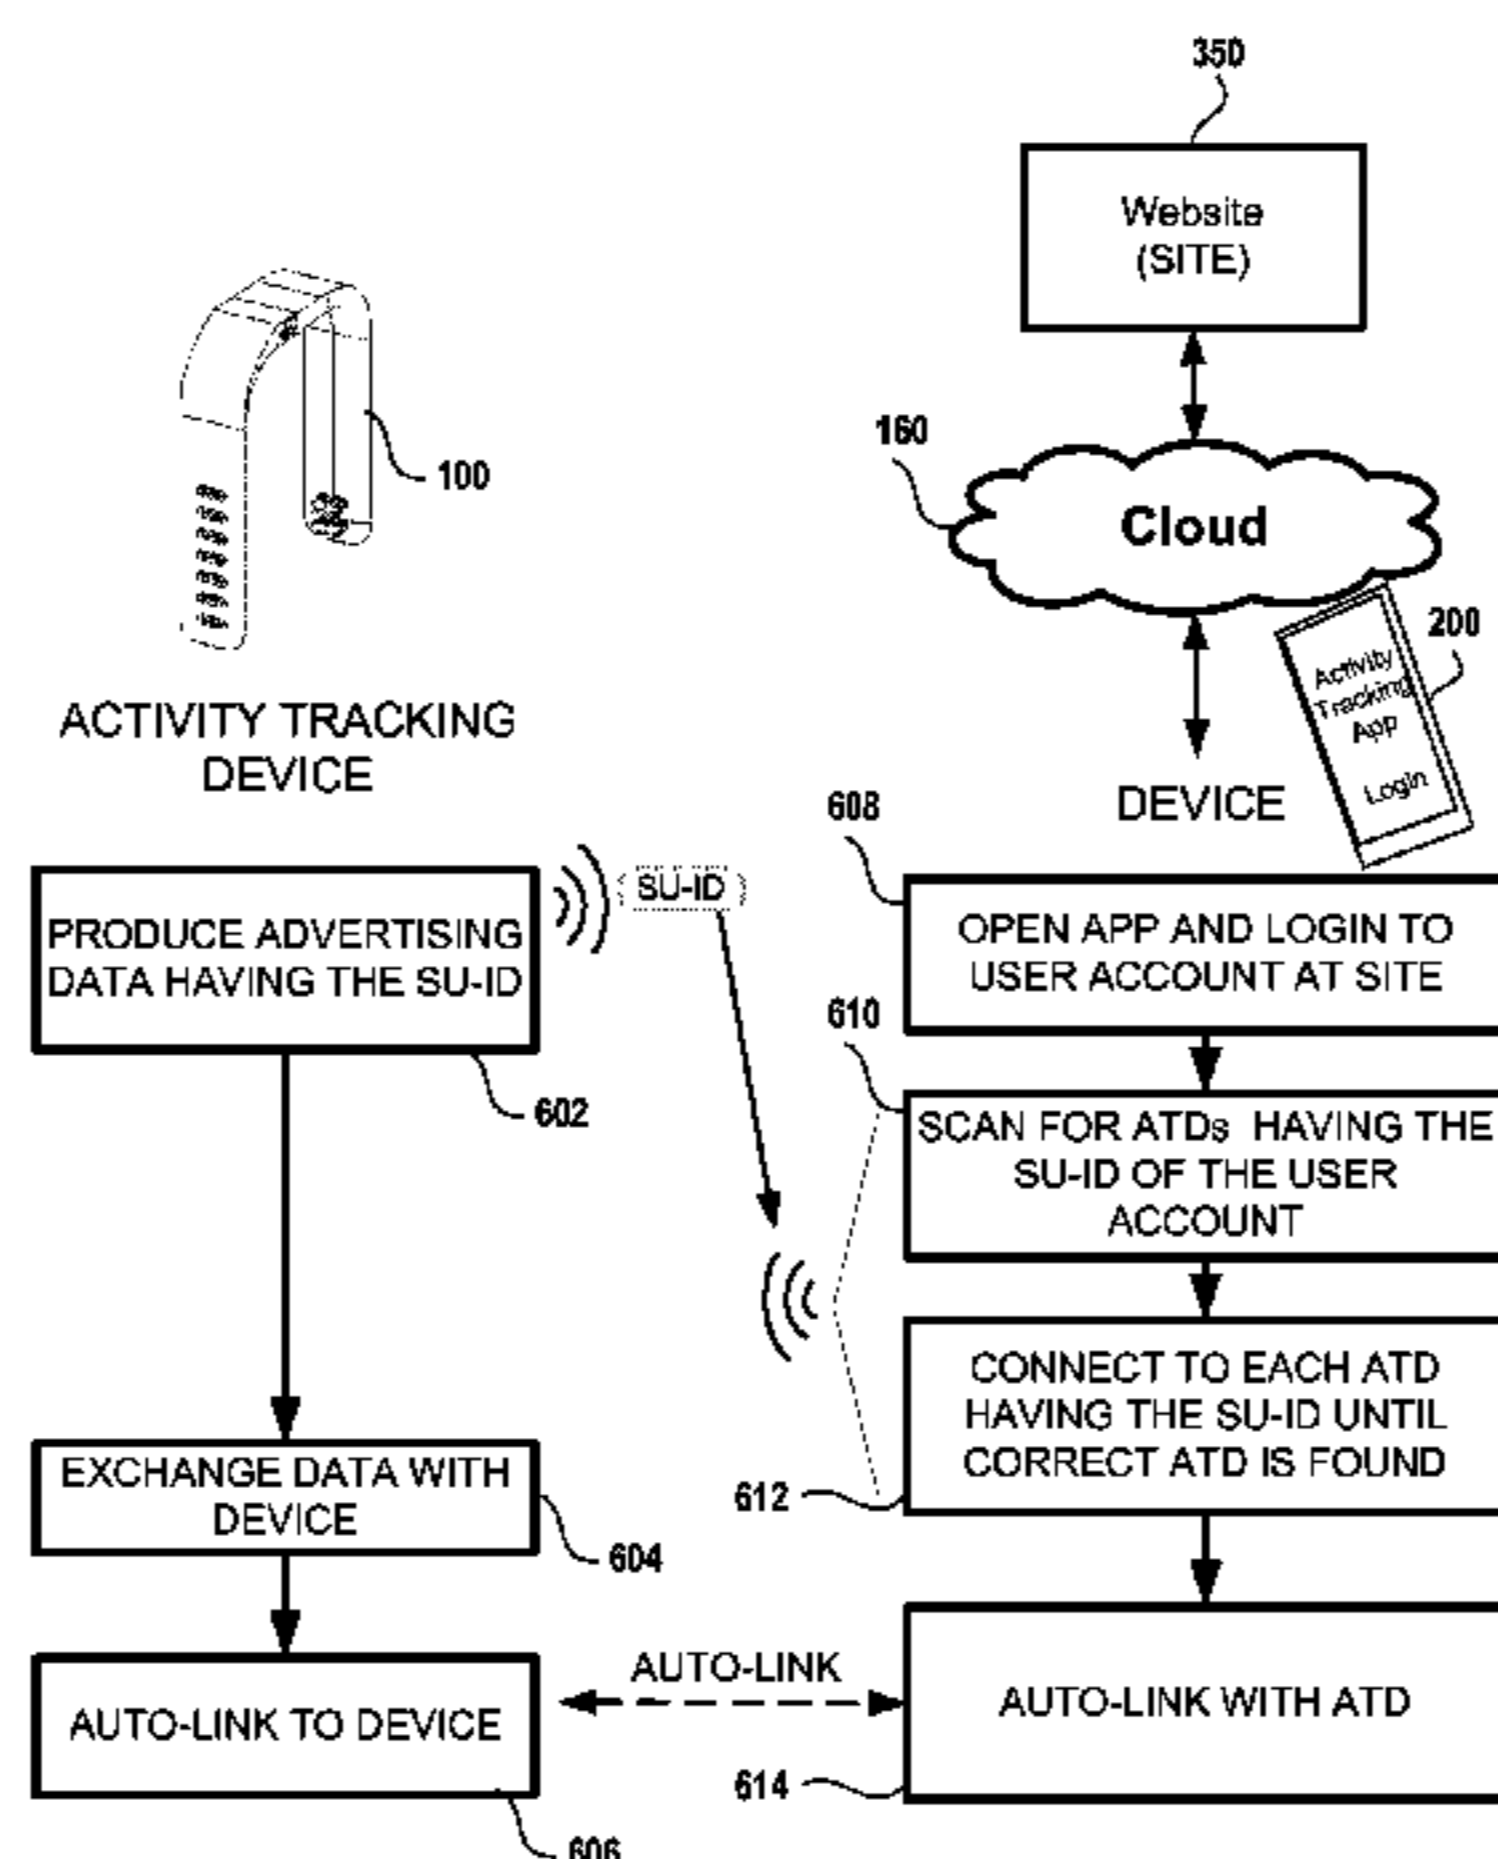 350
Website
(SITE)
160
Cloud
100
200
Activity
Tracking
App
Login
ACTIVITY TRACKING
DEVICE
DEVICE
608
PRODUCE ADVERTISING
DATA HAVING THE SU-ID
SU-ID
602
OPEN APP AND LOGIN TO
USER ACCOUNT AT SITE
610
SCAN FOR ATDs HAVING THE
SU-ID OF THE USER
ACCOUNT
CONNECT TO EACH ATD
HAVING THE SU-ID UNTIL
CORRECT ATD IS FOUND
612
EXCHANGE DATA WITH
DEVICE
604
AUTO-LINK TO DEVICE
AUTO-LINK
AUTO-LINK WITH ATD
614
606